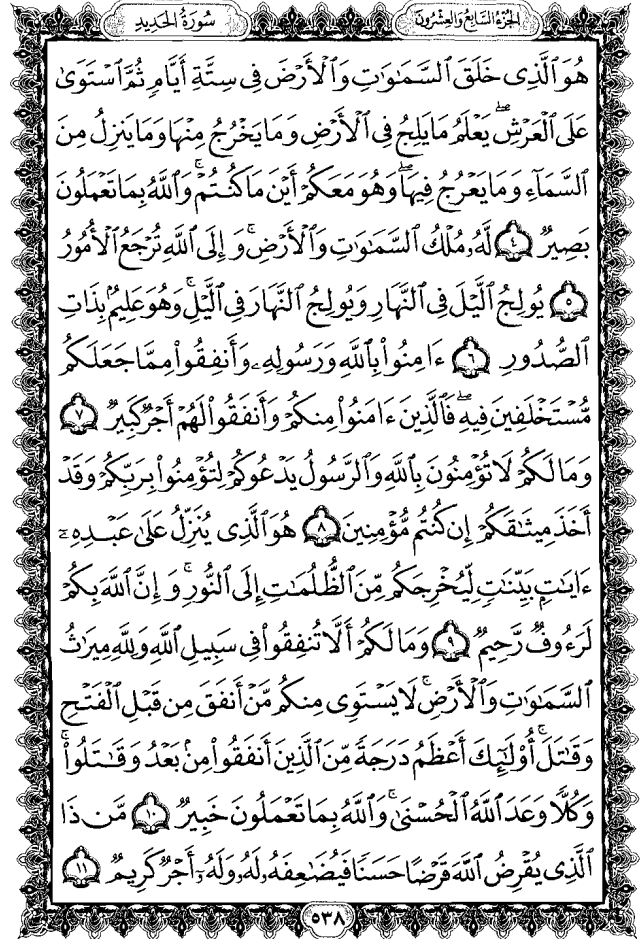 الجزء السابع والعشرون
سورة الحديد
هُوَ ٱلَّذِى خَلَقَ ٱلسَّمَٰوَٰتِ وَٱلْأَرْضَ فِى سِتَّةِ أَيَّامٍ ثُمَّ ٱسْتَوَىٰ
عَلَى ٱلْعَرْشِ ۖ يَعْلَمُ مَا يَلِجُ فِى ٱلْأَرْضِ وَمَا يَخْرُجُ مِنْهَا وَمَا يَنزِلُ مِنَ
ٱلسَّمَآءِ وَمَا يَعْرُجُ فِيهَا ۖ وَهُوَ مَعَكُمْ أَيْنَ مَا كُنتُمْ ۚ وَٱللَّهُ بِمَا تَعْمَلُونَ
بَصِيرٌ ٤ لَّهُۥ مُلْكُ ٱلسَّمَٰوَٰتِ وَٱلْأَرْضِ ۚ وَإِلَى ٱللَّهِ تُرْجَعُ ٱلْأُمُورُ
٥ يُولِجُ ٱلَّيْلَ فِى ٱلنَّهَارِ وَيُولِجُ ٱلنَّهَارَ فِى ٱلَّيْلِ ۚ وَهُوَ عَلِيمٌۢ بِذَاتِ
ٱلصُّدُورِ ٦ ءَامِنُوا۟ بِٱللَّهِ وَرَسُولِهِۦ وَأَنفِقُوا۟ مِمَّا جَعَلَكُم
مُّسْتَخْلَفِينَ فِيهِ ۖ فَٱلَّذِينَ ءَامَنُوا۟ مِنكُمْ وَأَنفَقُوا۟ لَهُمْ أَجْرٌ كَبِيرٌ ٧
وَمَا لَكُمْ لَا تُؤْمِنُونَ بِٱللَّهِ وَٱلرَّسُولُ يَدْعُوكُمْ لِتُؤْمِنُوا۟ بِرَبِّكُمْ وَقَدْ
أَخَذَ مِيثَٰقَكُمْ إِن كُنتُم مُّؤْمِنِينَ ٨ هُوَ ٱلَّذِى يُنَزِّلُ عَلَىٰ عَبْدِهِۦٓ
ءَايَٰتٍۭ بَيِّنَٰتٍ لِّيُخْرِجَكُم مِّنَ ٱلظُّلُمَٰتِ إِلَى ٱلنُّورِ ۚ وَإِنَّ ٱللَّهَ بِكُمْ
لَرَءُوفٌ رَّحِيمٌ ٩ وَمَا لَكُمْ أَلَّا تُنفِقُوا۟ فِى سَبِيلِ ٱللَّهِ وَلِلَّهِ مِيرَٰثُ
ٱلسَّمَٰوَٰتِ وَٱلْأَرْضِ ۚ لَا يَسْتَوِى مِنكُم مَّنْ أَنفَقَ مِن قَبْلِ ٱلْفَتْحِ
وَقَٰتَلَ ۚ أُو۟لَٰٓئِكَ أَعْظَمُ دَرَجَةً مِّنَ ٱلَّذِينَ أَنفَقُوا۟ مِنۢ بَعْدُ وَقَٰتَلُوا۟ ۚ
وَكُلًّا وَعَدَ ٱللَّهُ ٱلْحُسْنَىٰ ۚ وَٱللَّهُ بِمَا تَعْمَلُونَ خَبِيرٌ ١٠ مَّن ذَا
ٱلَّذِى يُقْرِضُ ٱللَّهَ قَرْضًا حَسَنًا فَيُضَٰعِفَهُۥ لَهُۥ وَلَهُۥٓ أَجْرٌ كَرِيمٌ ١١
٥٣٨